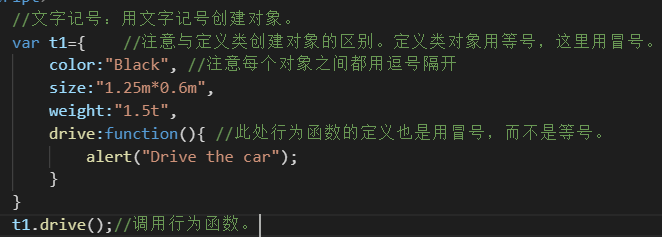 //文字记号：用文字记号创建对象。
var t1={    //注意与定义类创建对象的区别。定义类对象用等号，这里用冒号。
    color:"Black", //注意每个对象之间都用逗号隔开
    size:"1.25m*0.6m",
    weight:"1.5t",
    drive:function(){ //此处行为函数的定义也是用冒号，而不是等号。
        alert("Drive the car");
    }
}
t1.drive();//调用行为函数。